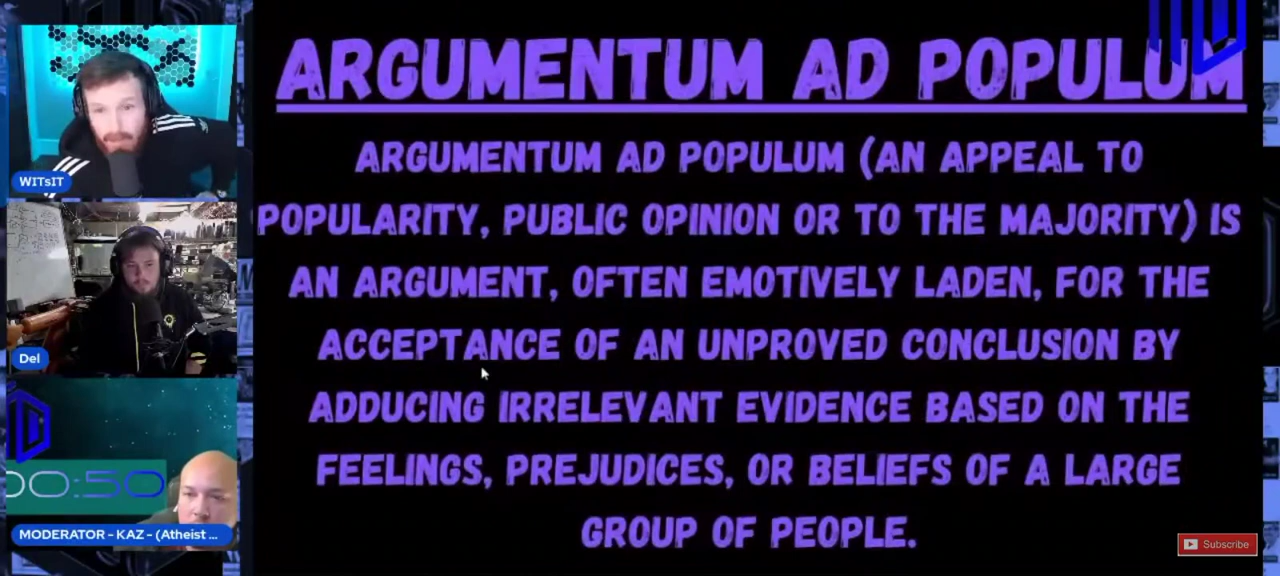 ARGUMENTUM AD POPULUM
ARGUMENTUM AD POPULUM (AN APPEAL TO
POPULARITY, PUBLIC OPINION OR TO THE MAJORITY) IS
AN ARGUMENT, OFTEN EMOTIVELY LADEN, FOR THE
ACCEPTANCE OF AN UNPROVED CONCLUSION BY
ADDUCING IRRELEVANT EVIDENCE BASED ON THE
FEELINGS, PREJUDICES, OR BELIEFS OF A LARGE
GROUP OF PEOPLE.
WITsIT
Del
00:50
MODERATOR - KAZ - (Atheist ...
Subscribe